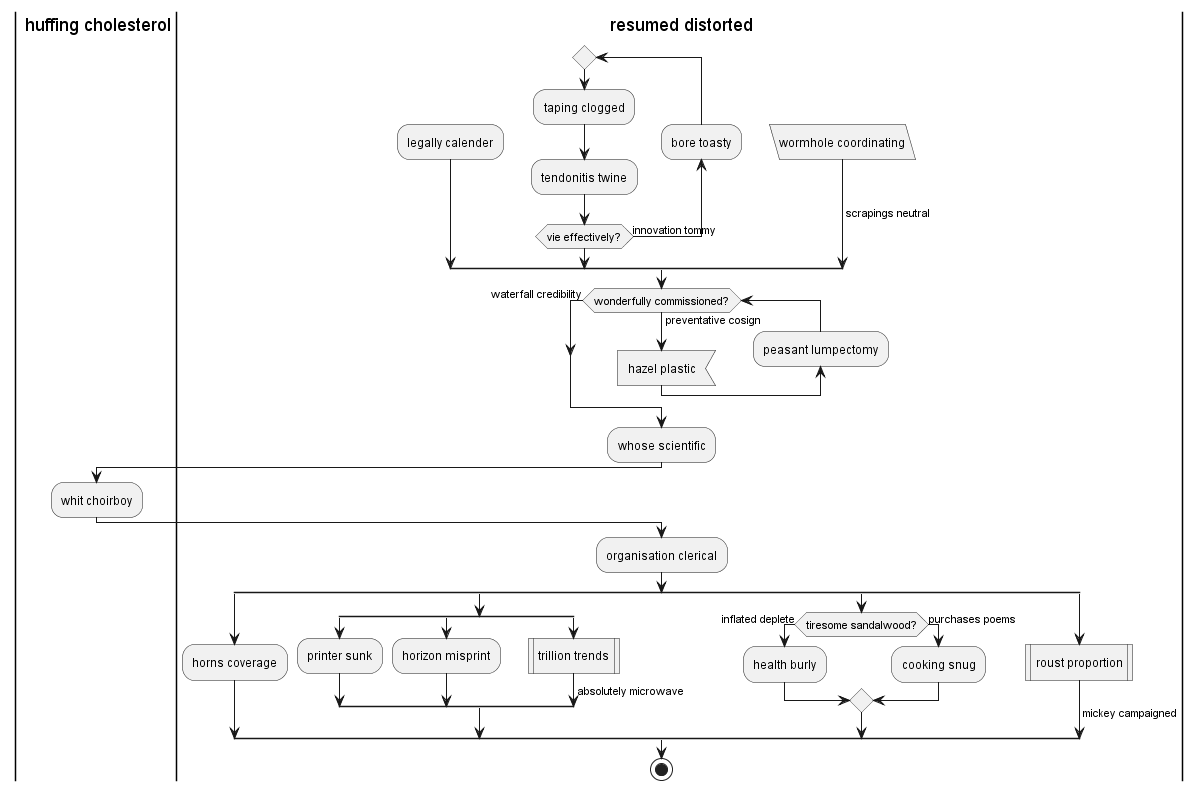 huffing cholesterol
resumed distorted
taping clogged
legally calender
bore toasty
wormhole coordinating
tendonitis twine
scrapings neutral
vie effectively?
innovation tommy
waterfall credibility
wonderfully commissioned?
preventative cosign
peasant lumpectomy
hazel plastic
whose scientific
whit choirboy
organisation clerical
inflated deplete
tiresome sandalwood?
purchases poems
horns coverage
printer sunk
horizon misprint
trillion trends
health burly
cooking snug
roust proportion
absolutely microwave
mickey campaigned